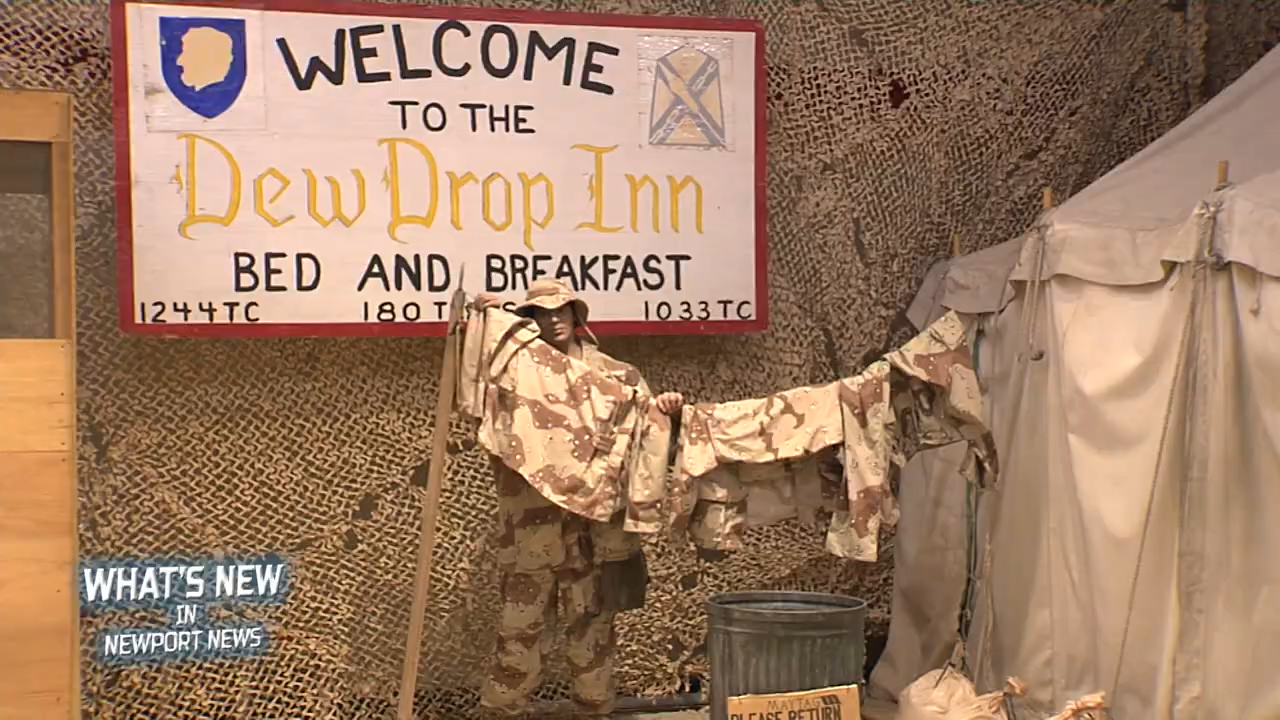 WELCOME
TO THE
Dew Drop Inn
BED AND BREAKFAST
1244TC 1033TC
MAYTAG
PLEASE RETURN
WHAT'S NEW
IN
NEWPORT NEWS